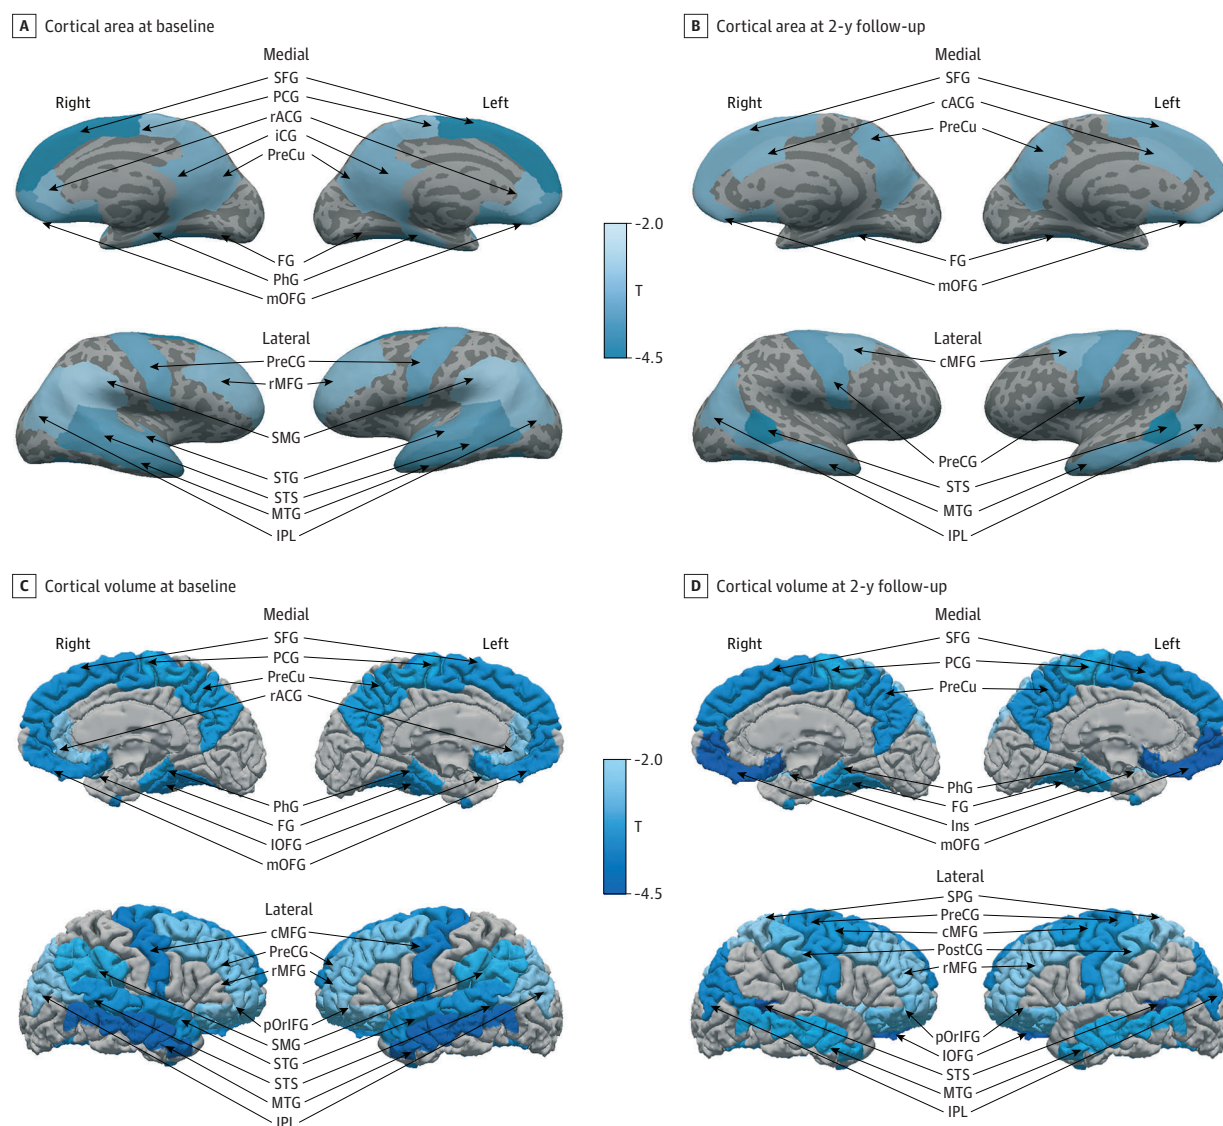 A Cortical area at baseline
Medial
Right
Left
SFG
PCG
rACG
iCG
PreCu
FG
PhG
mOFG
Lateral
PreCG
rMFG
SMG
STG
STS
MTG
IPL
-2.0
T
-4.5
B Cortical area at 2-y follow-up
Medial
Right
Left
SFG
cACG
PreCu
FG
mOFG
Lateral
cMFG
PreCG
STS
MTG
IPL
C Cortical volume at baseline
Medial
Right
Left
SFG
PCG
PreCu
rACG
PhG
FG
lOFG
mOFG
Lateral
cMFG
PreCG
rMFG
pOrIFG
SMG
STG
STS
MTG
IPL
-2.0
T
-4.5
D Cortical volume at 2-y follow-up
Medial
Right
Left
SFG
PCG
PreCu
PhG
FG
Ins
mOFG
Lateral
SPG
PreCG
cMFG
PostCG
rMFG
pOrIFG
lOFG
STS
MTG
IPL